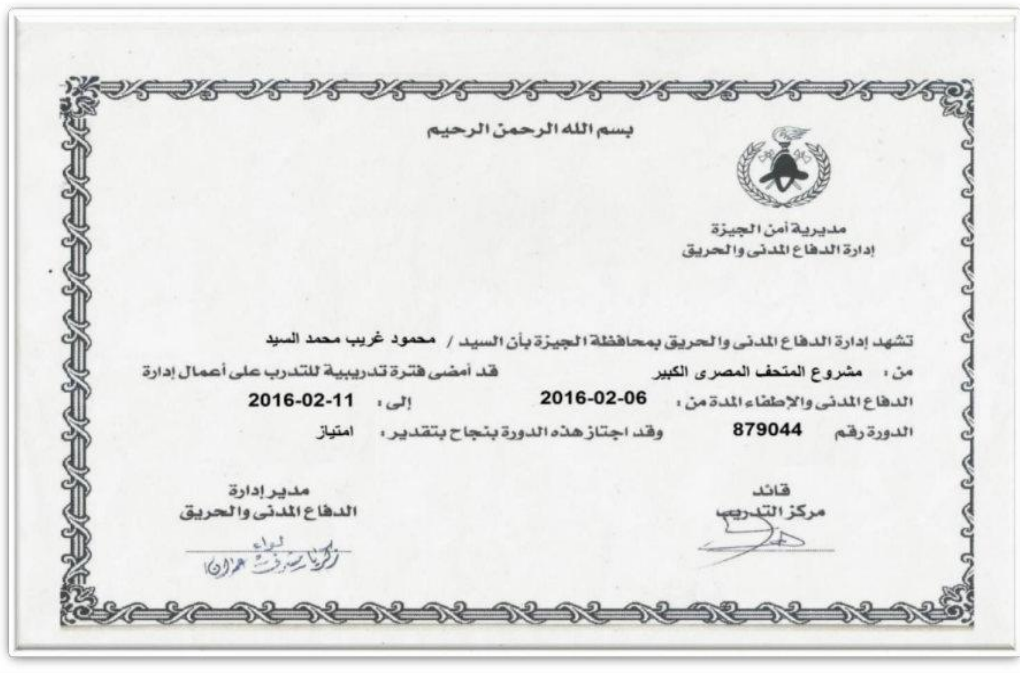 بسم الله الرحمن الرحيم
مديرية أمن الجيزة
إدارة الدفاع المدنى والحريق
تشهد إدارة الدفاع المدنى والحريق بمحافظة الجيزة بأن السيد / محمود غريب محمد السيد
من : مشروع المتحف المصرى الكبير قد أمضى فترة تدريبية للتدرب على أعمال إدارة
الدفاع المدنى والإطفاء المدة من : 2016-02-06 إلى : 2016-02-11
الدورة رقم 879044 وقد اجتاز هذه الدورة بنجاح بتقدير : امتياز
قائد
مركز التدريب
مدير إدارة
الدفاع المدنى والحريق
لواء
زكريا